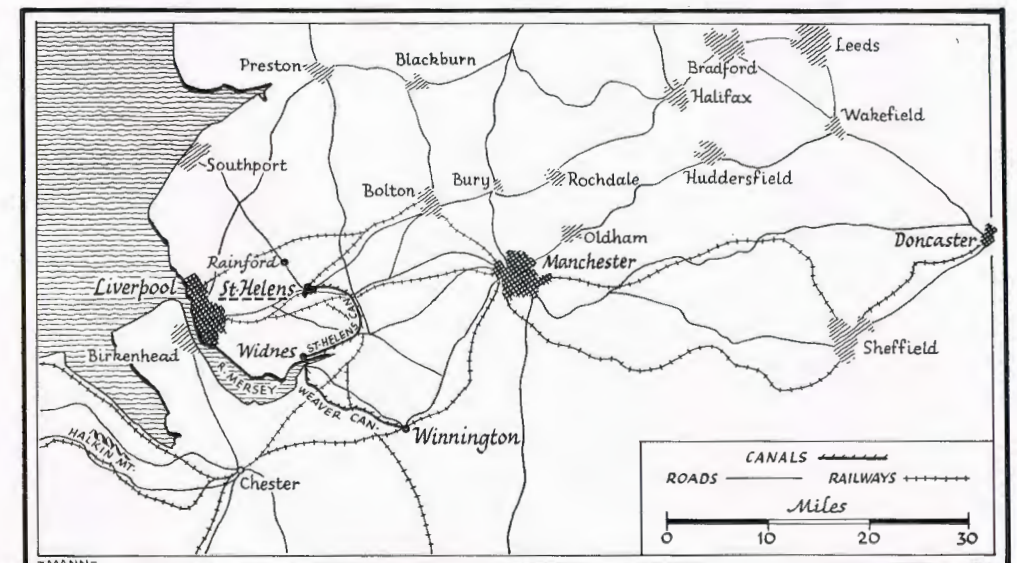 Leeds
Bradford
Blackburn
Preston
Halifax
Wakefield
Southport
Bolton
Bury
Rochdale
Huddersfield
Oldham
Manchester
Doncaster
Rainford
Liverpool
St·Helens
Widnes
ST·HELENS CAN·
Birkenhead
R·MERSEY
WEAVER CAN·
Sheffield
Winnington
HALKIN MT·
Chester
CANALS
ROADS
RAILWAYS
Miles
0 10 20 30
-MANN-